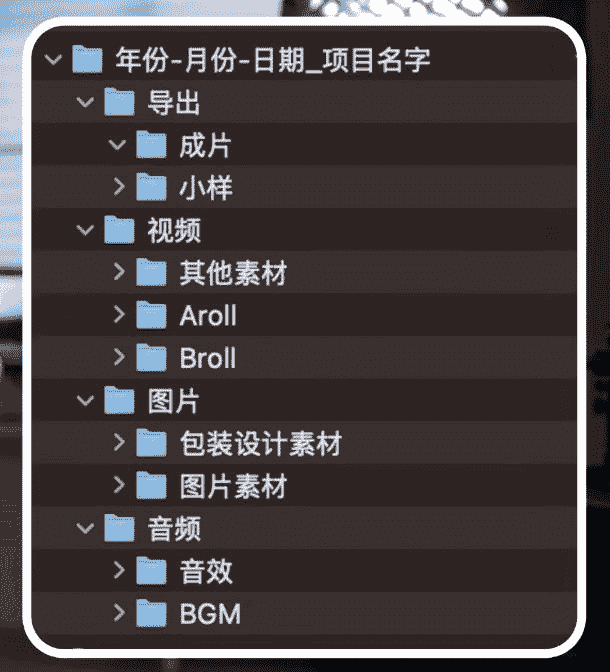 年份-月份-日期_项目名字
导出
成片
小样
视频
其他素材
Aroll
Broll
图片
包装设计素材
图片素材
音频
音效
BGM